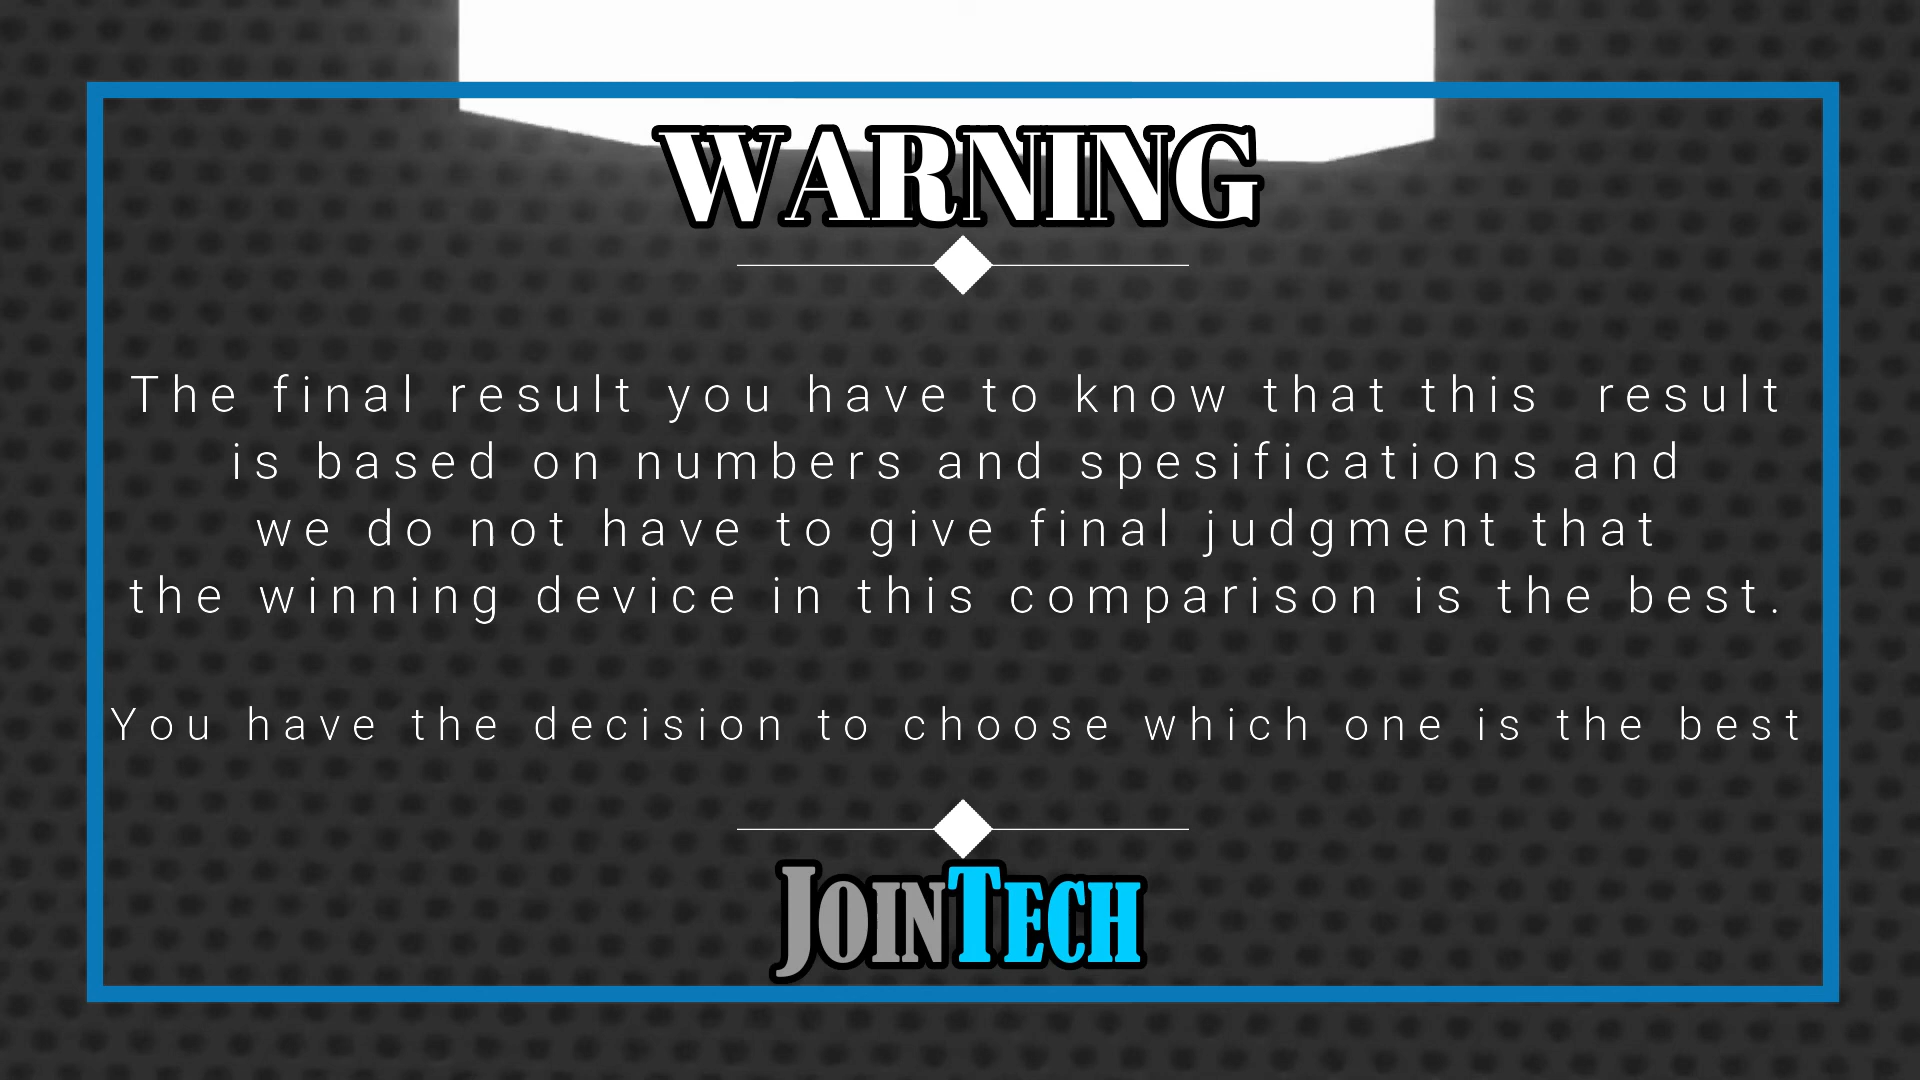 WARNING
The final result you have to know that this result
is based on numbers and spesifications and
we do not have to give final judgment that
the winning device in this comparison is the best.
You have the decision to choose which one is the best
JOINTECH